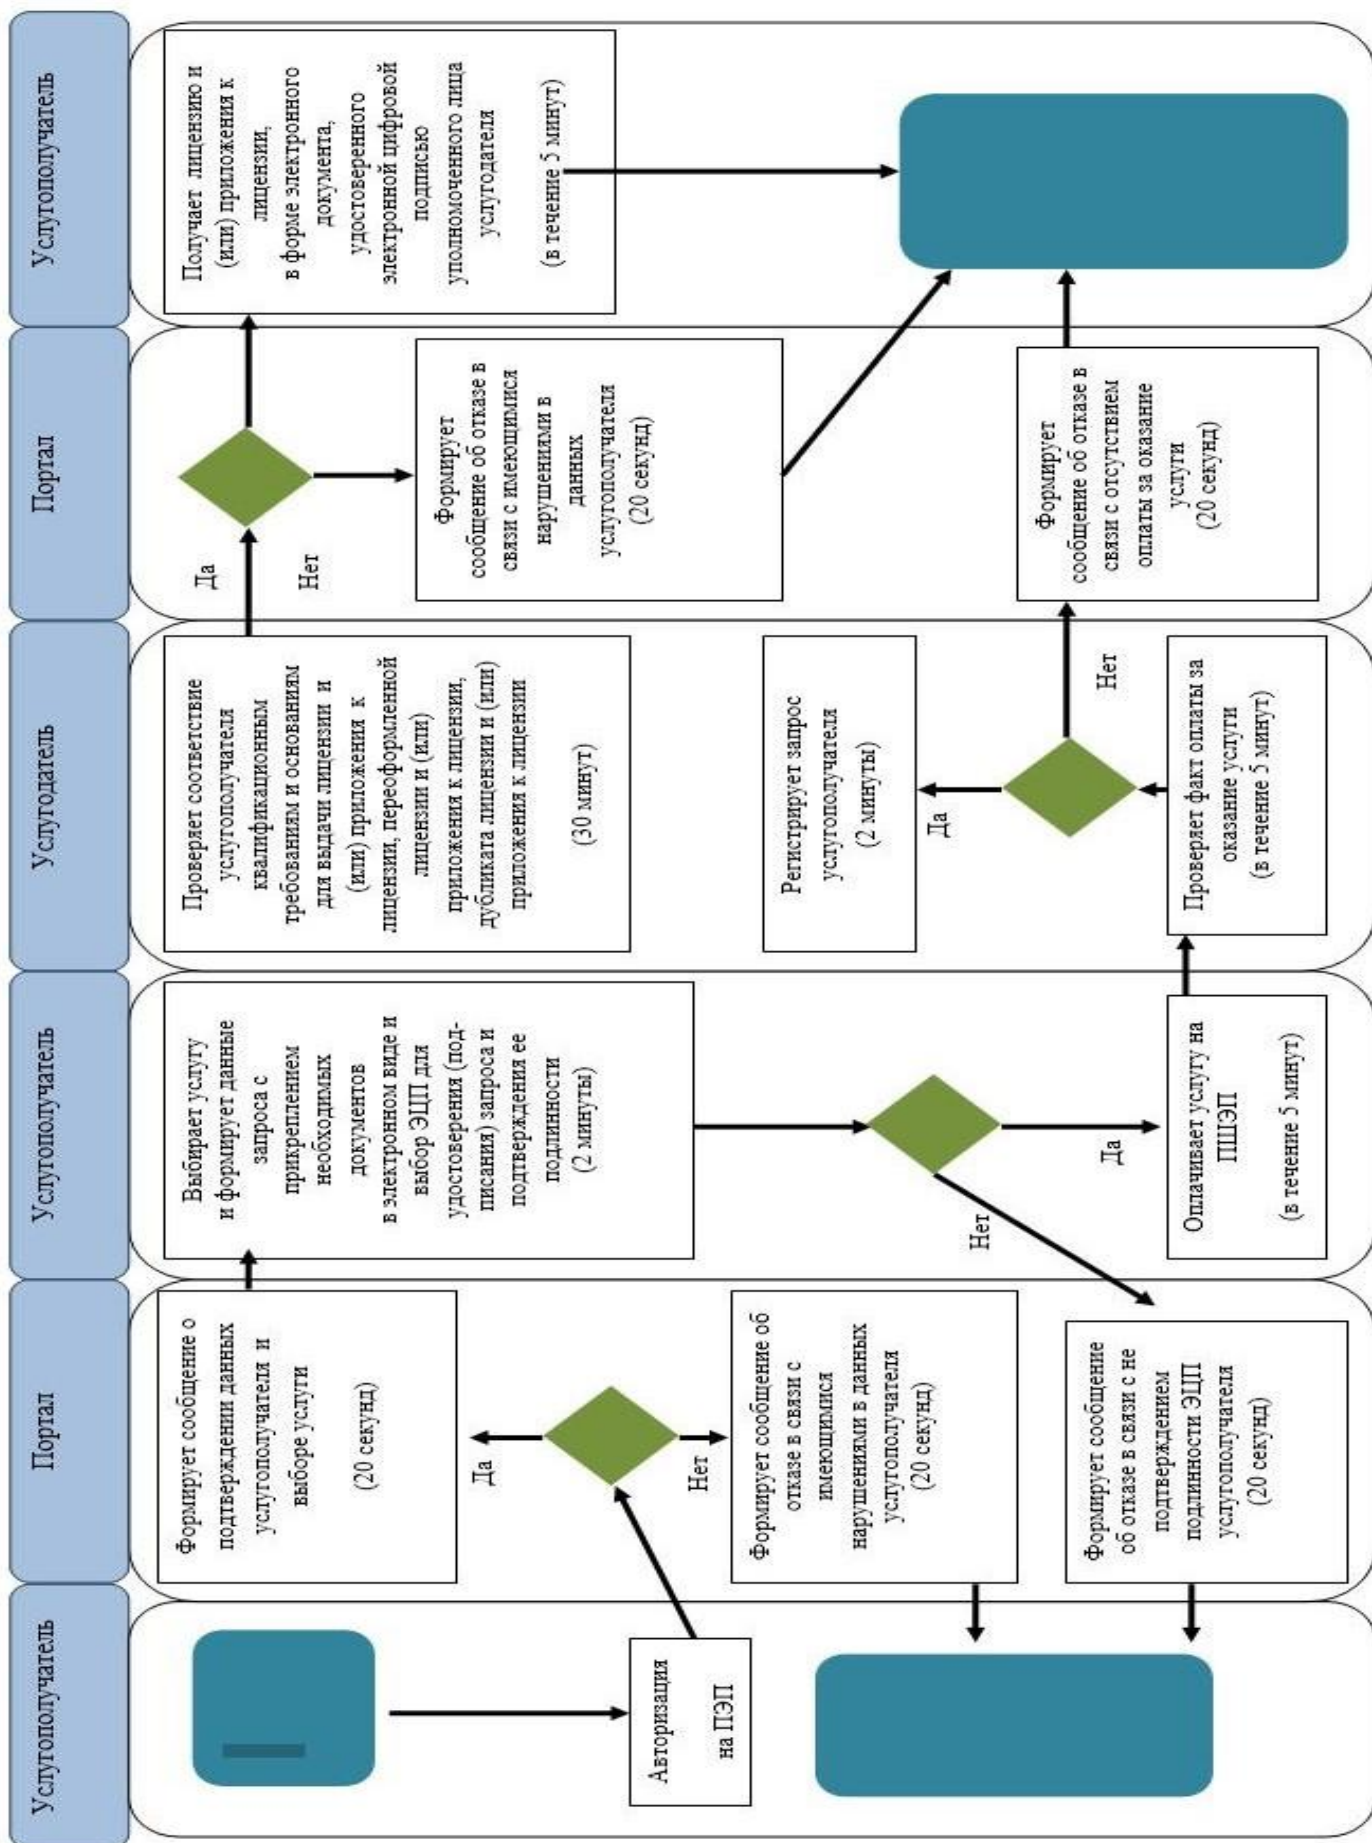 Услугополучатель
Портал
Услугополучатель
Услугодатель
Портал
Услугополучатель
Авторизация
на ПЭП
Формирует сообщение о
подтверждении данных
услугополучателя и
выборе услуги
(20 секунд)
Да
Нет
Формирует сообщение об
отказе в связи с
имеющимися
нарушениями в данных
услугополучателя
(20 секунд)
Формирует сообщение
об отказе в связи с не
подтверждением
подлинности ЭЦП
услугополучателя
(20 секунд)
Выбирает услугу
и формирует данные
запроса с
прикреплением
необходимых
документов
в электронном виде и
выбор ЭЦП для
удостоверения (под-
писания) запроса и
подтверждения ее
подлинности
(2 минуты)
Нет
Да
Оплачивает услугу на
ПШЭП
(в течение 5 минут)
Проверяет соответствие
услугополучателя
квалификационным
требованиям и основаниям
для выдачи лицензии и
(или) приложения к
лицензии, переоформленной
лицензии и (или)
приложения к лицензии,
дубликата лицензии и (или)
приложения к лицензии
(30 минут)
Регистрирует запрос
услугополучателя
(2 минуты)
Да
Нет
Проверяет факт оплаты за
оказание услуги
(в течение 5 минут)
Да
Нет
Формирует
сообщение об отказе в
связи с имеющимися
нарушениями в
данных
услугополучателя
(20 секунд)
Формирует
сообщение об отказе в
связи с отсутствием
оплаты за оказание
услуги
(20 секунд)
Получает лицензию и
(или) приложения к
лицензии,
в форме электронного
документа,
удостоверенного
электронной цифровой
подписью
уполномоченного лица
услугодателя
(в течение 5 минут)